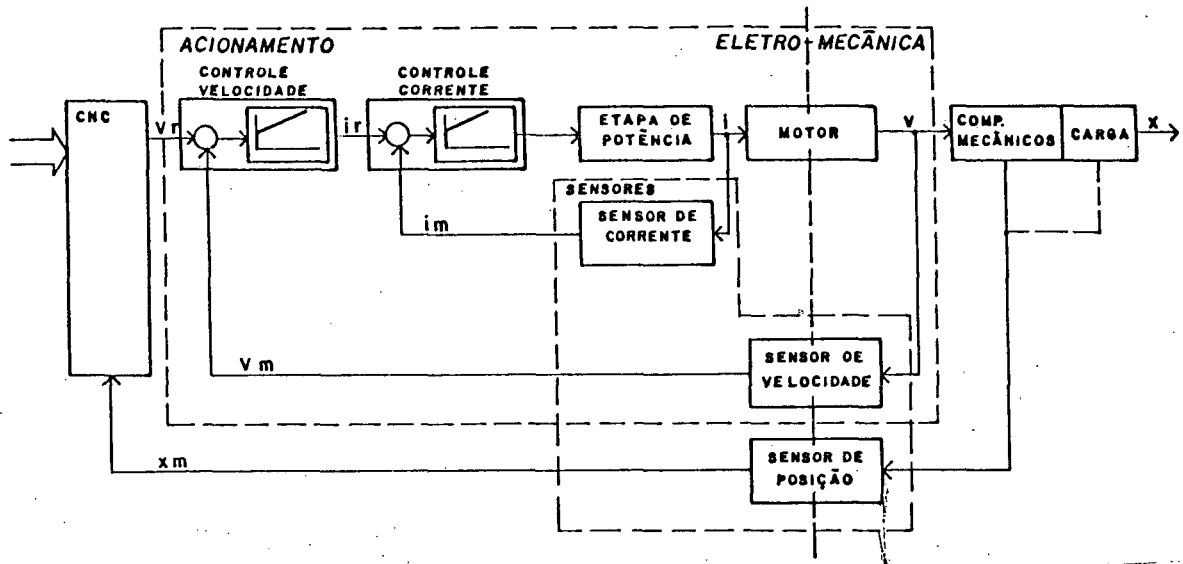 ACIONAMENTO
ELETRO-MECÂNICA
CONTROLE
VELOCIDADE
CONTROLE
CORRENTE
CNC
vr
ir
ETAPA DE
POTÊNCIA
i
MOTOR
v
COMP.
MECÂNICOS
CARGA
x
SENSORES
SENSOR DE
CORRENTE
im
Vm
SENSOR DE
VELOCIDADE
xm
SENSOR DE
POSIÇÃO